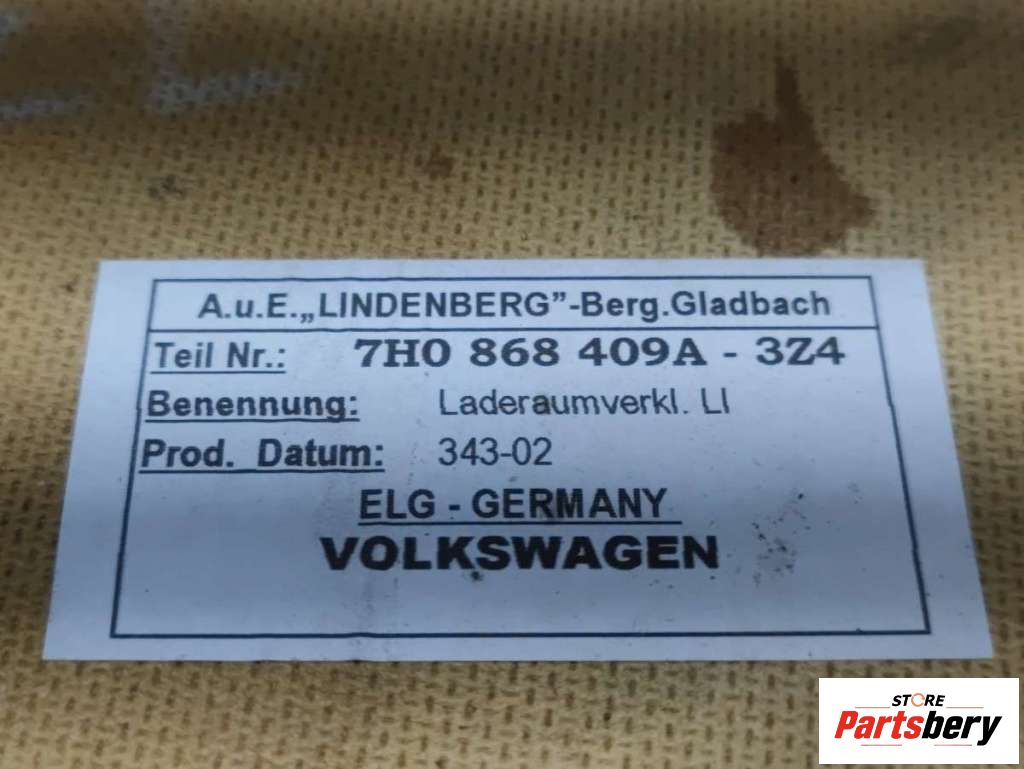 A.u.E.„LINDENBERG”-Berg.Gladbach
Teil Nr.: 7H0 868 409A - 3Z4
Benennung: Laderaumverkl. LI
Prod. Datum: 343-02
ELG - GERMANY
VOLKSWAGEN
STORE
Partsbery